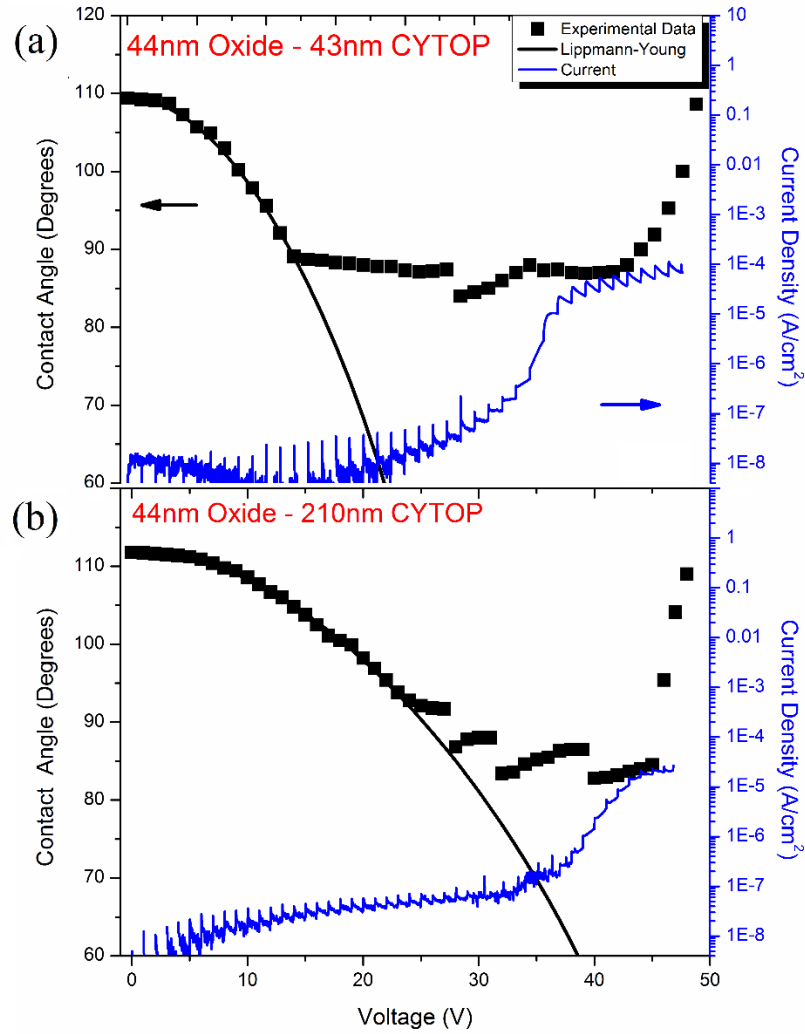 (a)
44nm Oxide - 43nm CYTOP
Experimental Data
Lippmann-Young
Current
120
110
100
90
80
70
60
Contact Angle (Degrees)
10
1
0.1
0.01
1E-3
1E-4
1E-5
1E-6
1E-7
1E-8
Current Density (A/cm²)
(b)
44nm Oxide - 210nm CYTOP
110
100
90
80
70
60
Contact Angle (Degrees)
1
0.1
0.01
1E-3
1E-4
1E-5
1E-6
1E-7
1E-8
Current Density (A/cm²)
0 10 20 30 40 50
Voltage (V)